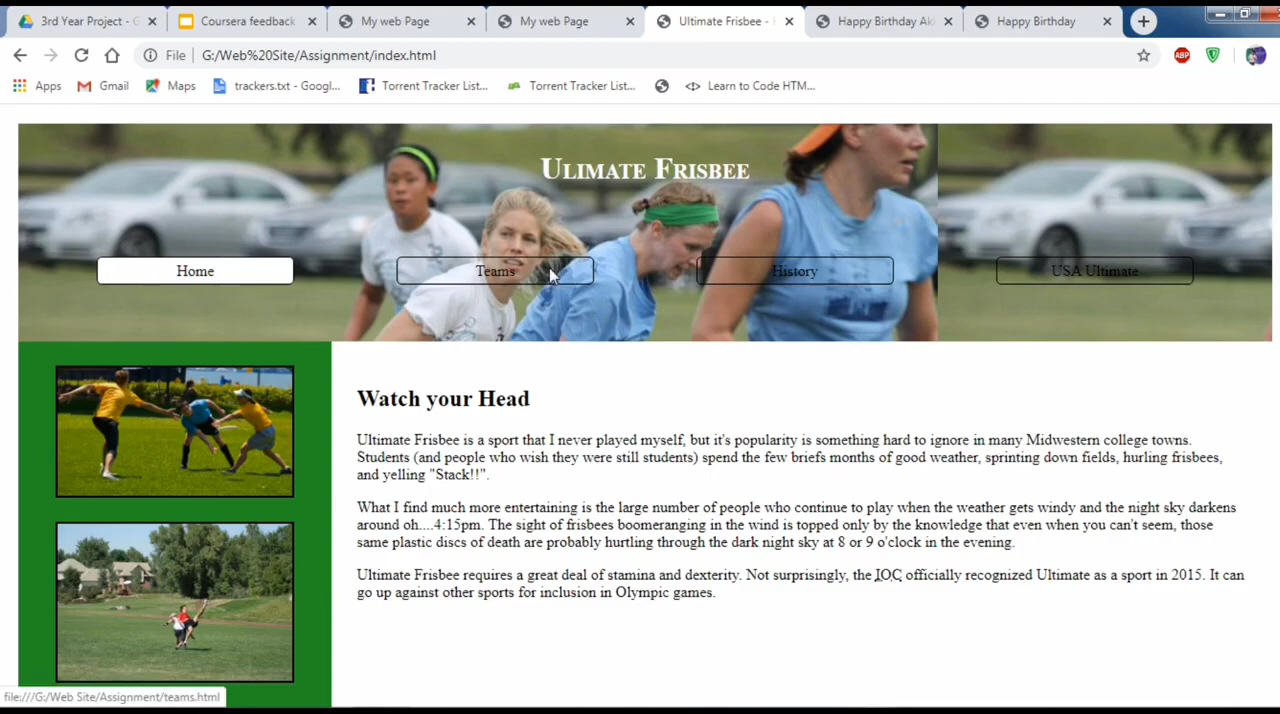 3rd Year Project - G
Coursera feedback
My web Page
My web Page
Ultimate Frisbee -
Happy Birthday Ak
Happy Birthday
File
G:/Web%20Site/Assignment/index.html
ABP
Apps
Gmail
Maps
trackers.txt - Googl...
Torrent Tracker List...
Torrent Tracker List...
Learn to Code HTM...
Ulimate Frisbee
Home
Teams
History
USA Ultimate
Watch your Head
Ultimate Frisbee is a sport that I never played myself, but it's popularity is something hard to ignore in many Midwestern college towns.
Students (and people who wish they were still students) spend the few briefs months of good weather, sprinting down fields, hurling frisbees,
and yelling "Stack!!".
What I find much more entertaining is the large number of people who continue to play when the weather gets windy and the night sky darkens
around oh....4:15pm. The sight of frisbees boomeranging in the wind is topped only by the knowledge that even when you can't seem, those
same plastic discs of death are probably hurtling through the dark night sky at 8 or 9 o'clock in the evening.
Ultimate Frisbee requires a great deal of stamina and dexterity. Not surprisingly, the IOC officially recognized Ultimate as a sport in 2015. It can
go up against other sports for inclusion in Olympic games.
file:///G:/Web Site/Assignment/teams.html